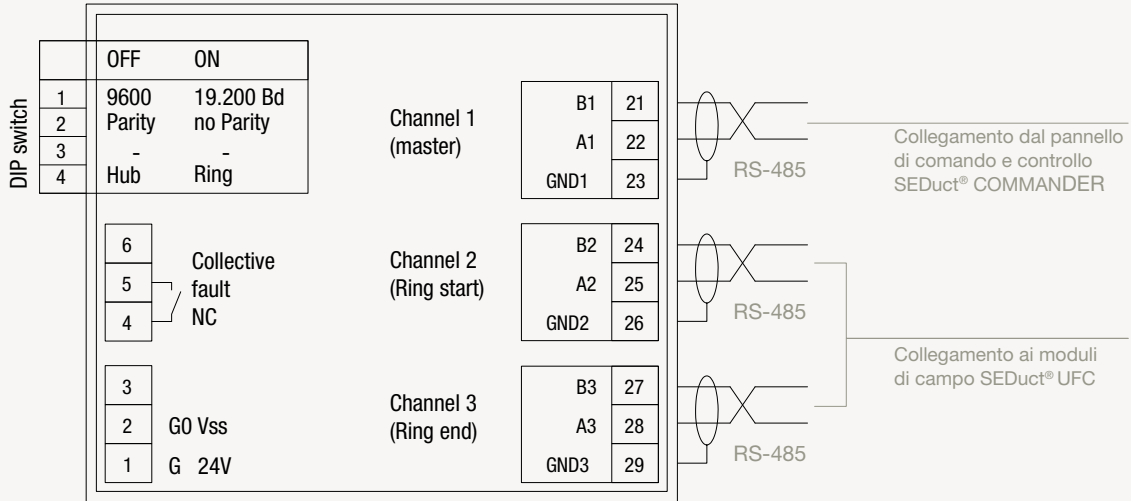 OFF ON
DIP switch
1 9600 19.200 Bd
2 Parity no Parity
3 - -
4 Hub Ring
6
5
4
Collective
fault
NC
3
2 G0 Vss
1 G 24V
Channel 1
(master)
B1 21
A1 22
GND1 23
RS-485
Collegamento dal pannello
di comando e controllo
SEDuct® COMMANDER
Channel 2
(Ring start)
B2 24
A2 25
GND2 26
RS-485
Collegamento ai moduli
di campo SEDuct® UFC
Channel 3
(Ring end)
B3 27
A3 28
GND3 29
RS-485